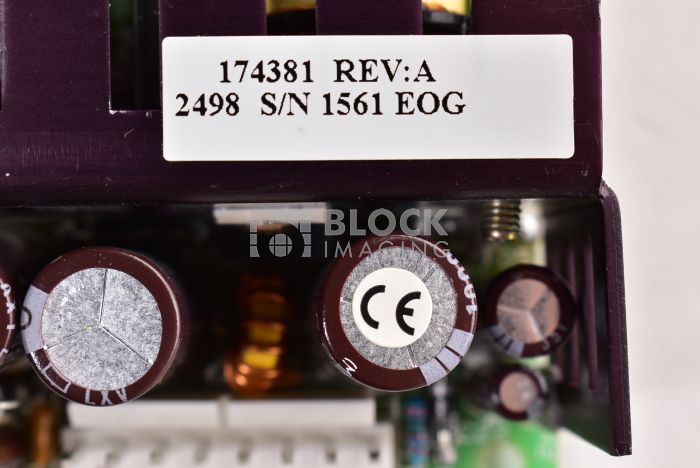 174381 REV:A
2498 S/N 1561 EOG
BLOCK
IMAGING
CE